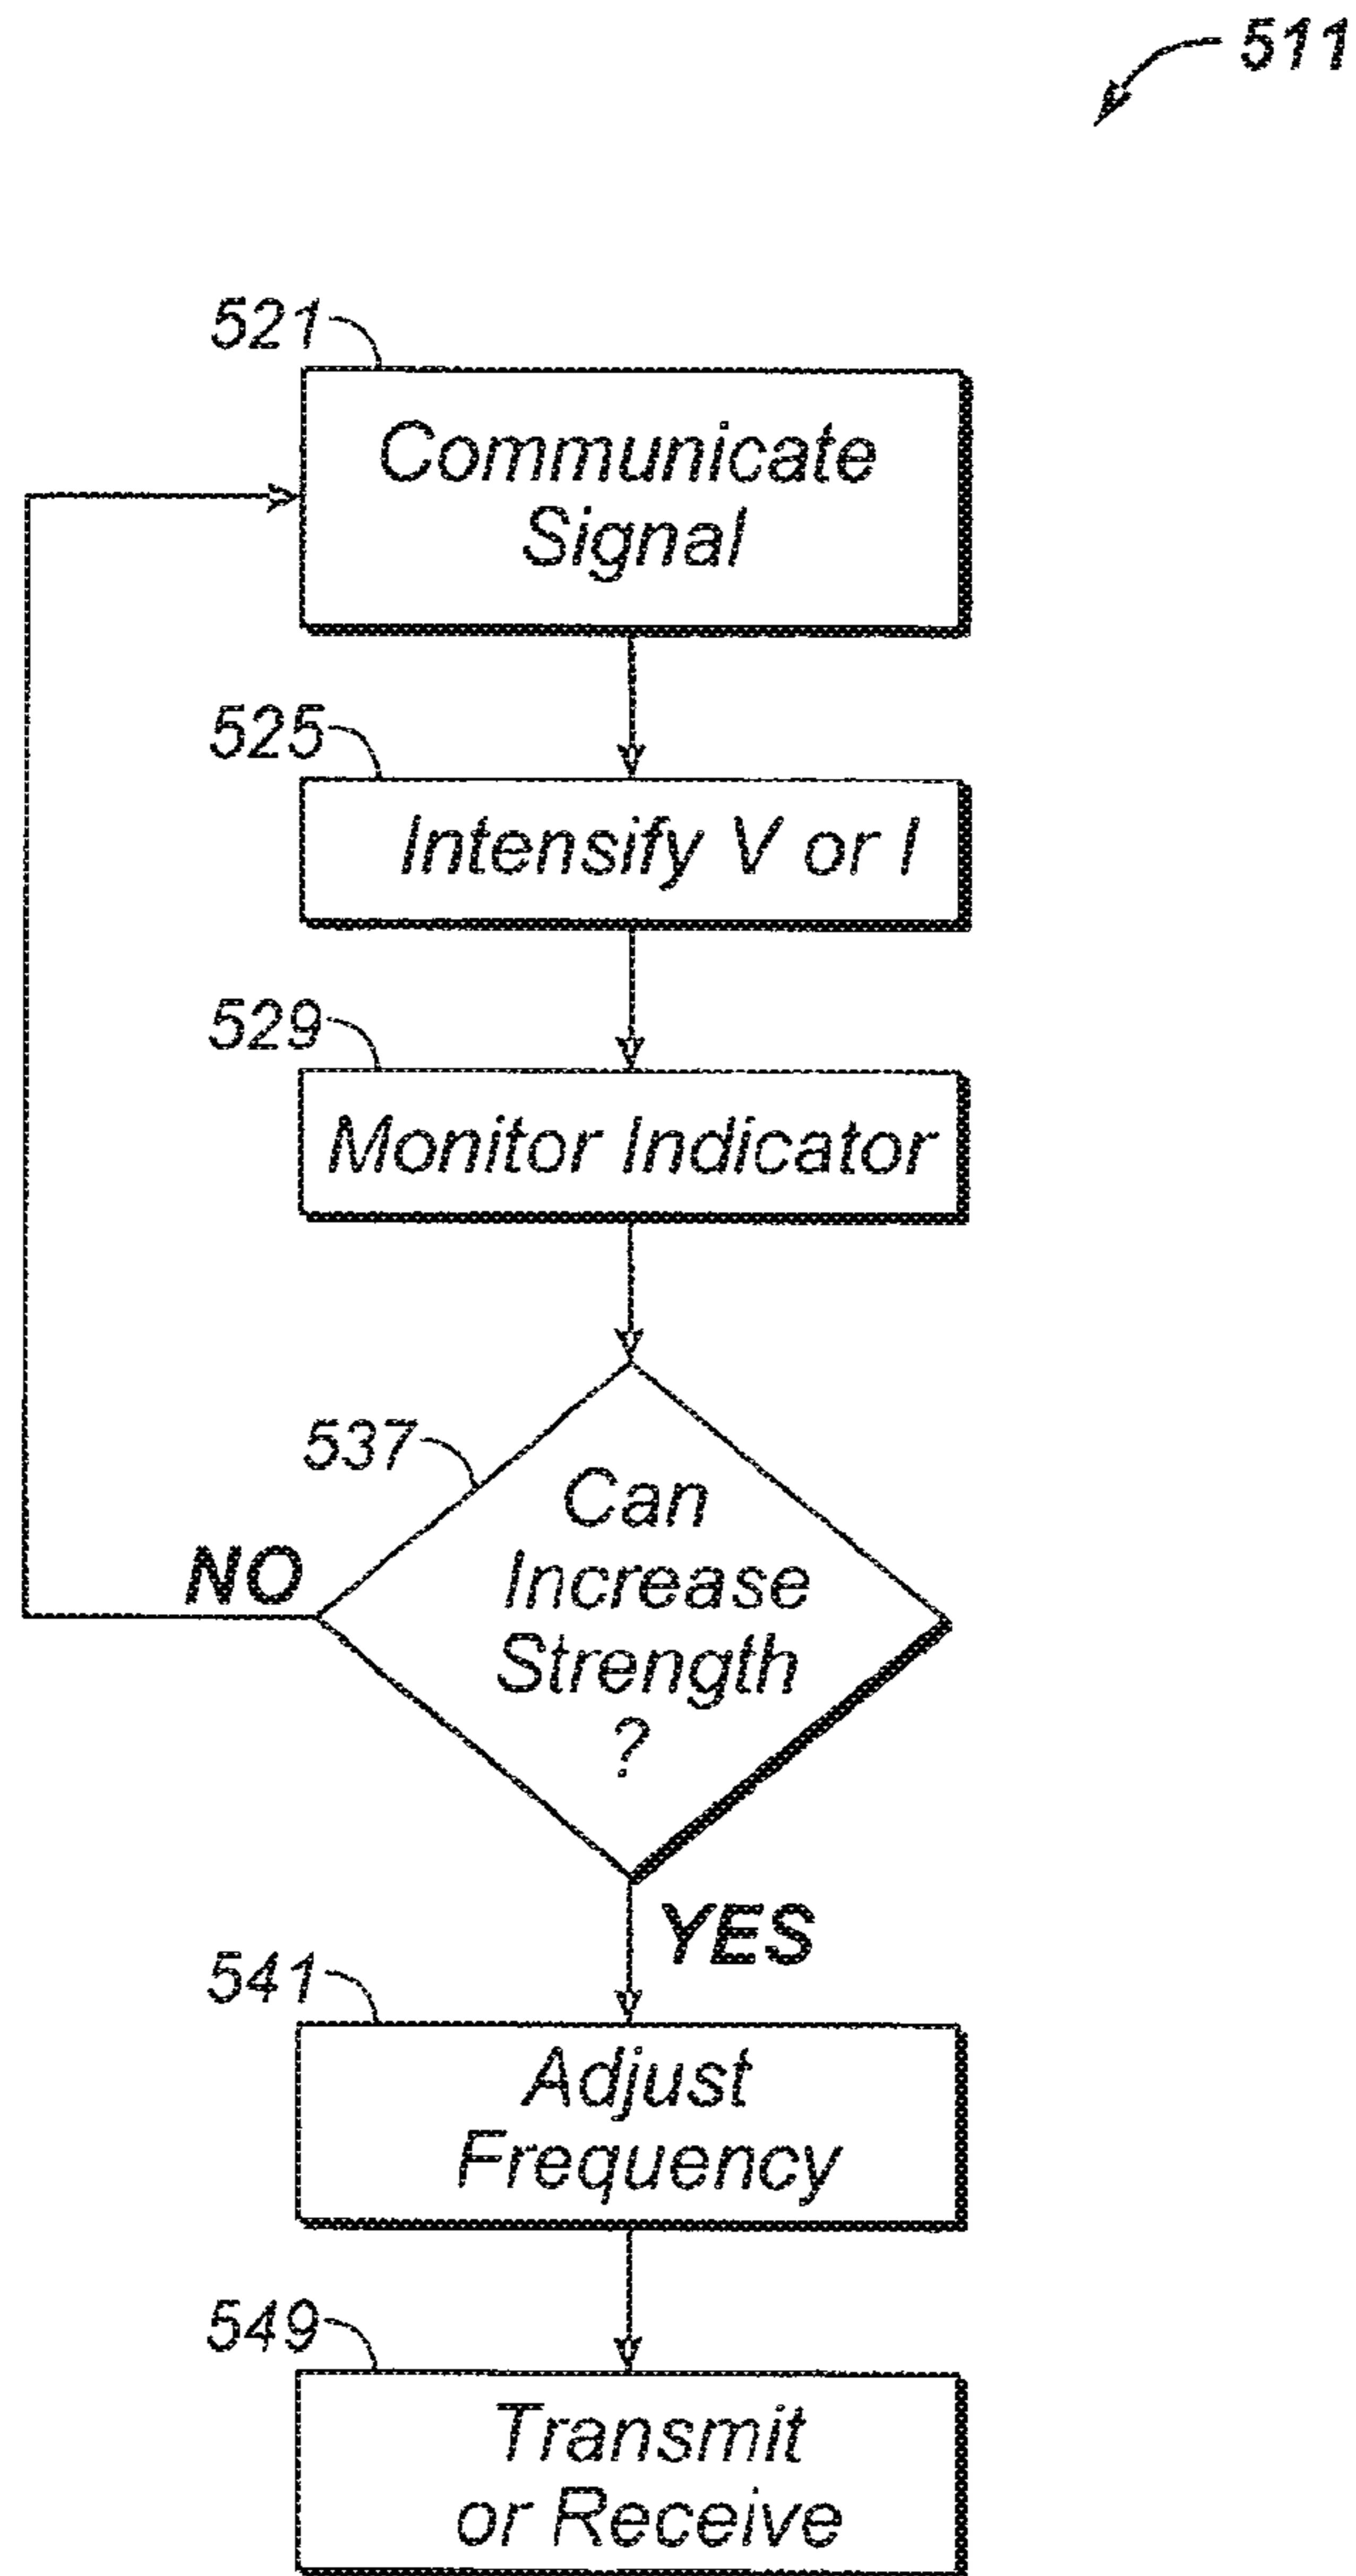 511
521
Communicate
Signal
525
Intensify V or I
529
Monitor Indicator
537
Can
Increase
Strength
?
NO
YES
541
Adjust
Frequency
549
Transmit
or Receive